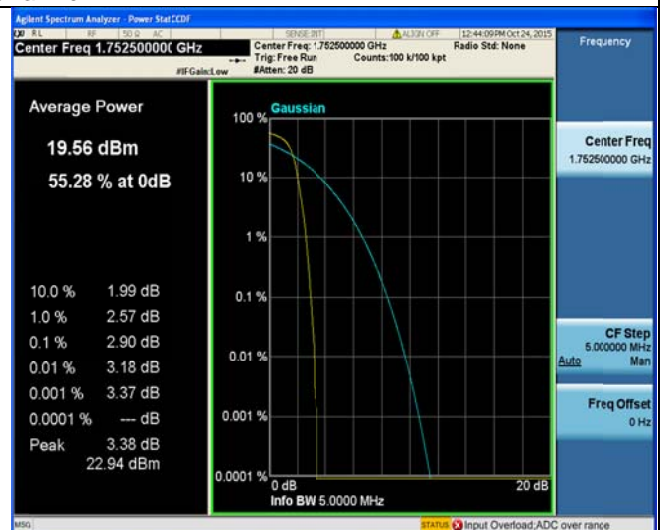 Agilent Spectrum Analyzer - Power Stat CCDF
RL RF 50 Ω AC SENSE:INT ALIGN OFF 12:44:09 PM Oct 24, 2015
Center Freq 1.752500000 GHz
Center Freq: 1.752500000 GHz Radio Std: None
Trig: Free Run Counts:100 k/100 kpt
#IFGain:Low #Atten: 20 dB
Frequency
Average Power
19.56 dBm
55.28 % at 0dB
10.0 % 1.99 dB
1.0 % 2.57 dB
0.1 % 2.90 dB
0.01 % 3.18 dB
0.001 % 3.37 dB
0.0001 % --- dB
Peak 3.38 dB
22.94 dBm
Gaussian
100 %
10 %
1 %
0.1 %
0.01 %
0.001 %
0.0001 %
0 dB 20 dB
Info BW 5.0000 MHz
Center Freq
1.752500000 GHz
CF Step
5.000000 MHz
Auto Man
Freq Offset
0 Hz
MSG STATUS Input Overload;ADC over range